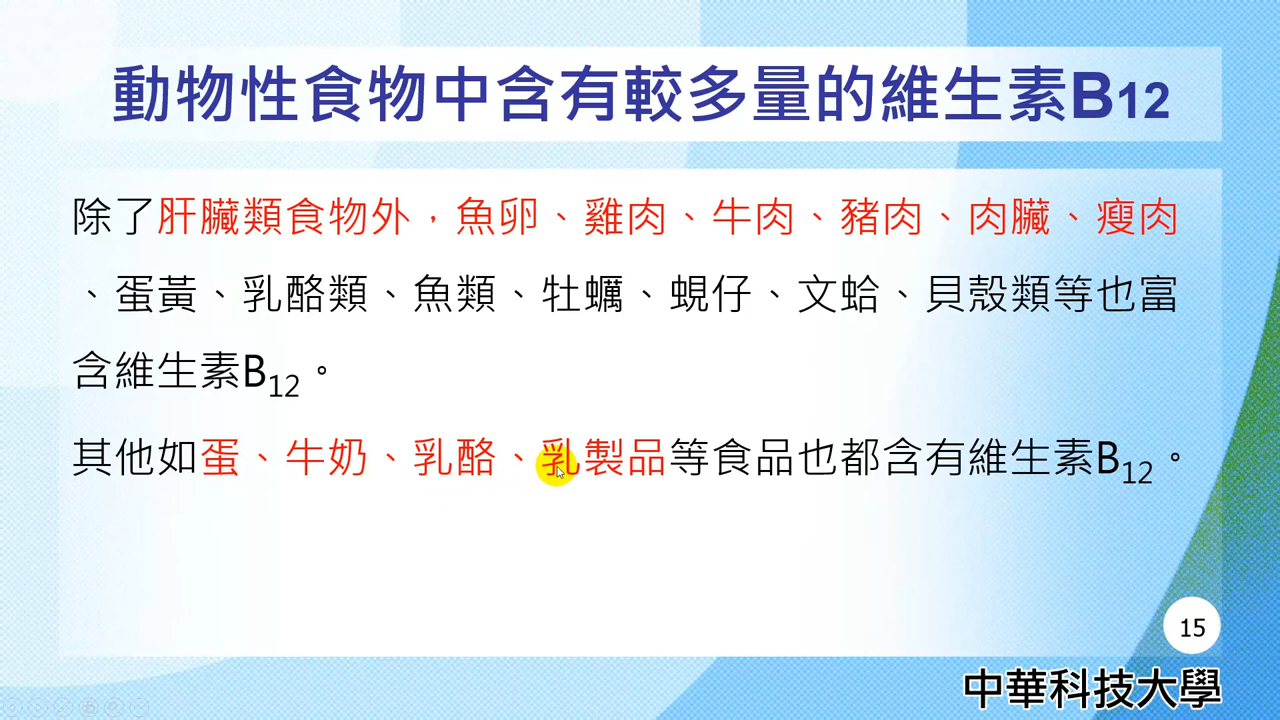 動物性食物中含有較多量的維生素B12
除了肝臟類食物外，魚卵、雞肉、牛肉、豬肉、肉臟、瘦肉
、蛋黃、乳酪類、魚類、牡蠣、蜆仔、文蛤、貝殼類等也富
含維生素B12。
其他如蛋、牛奶、乳酪、乳製品等食品也都含有維生素B12。
15
中華科技大學